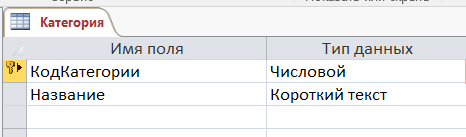 Категория
Имя поля Тип данных
КодКатегории Числовой
Название Короткий текст